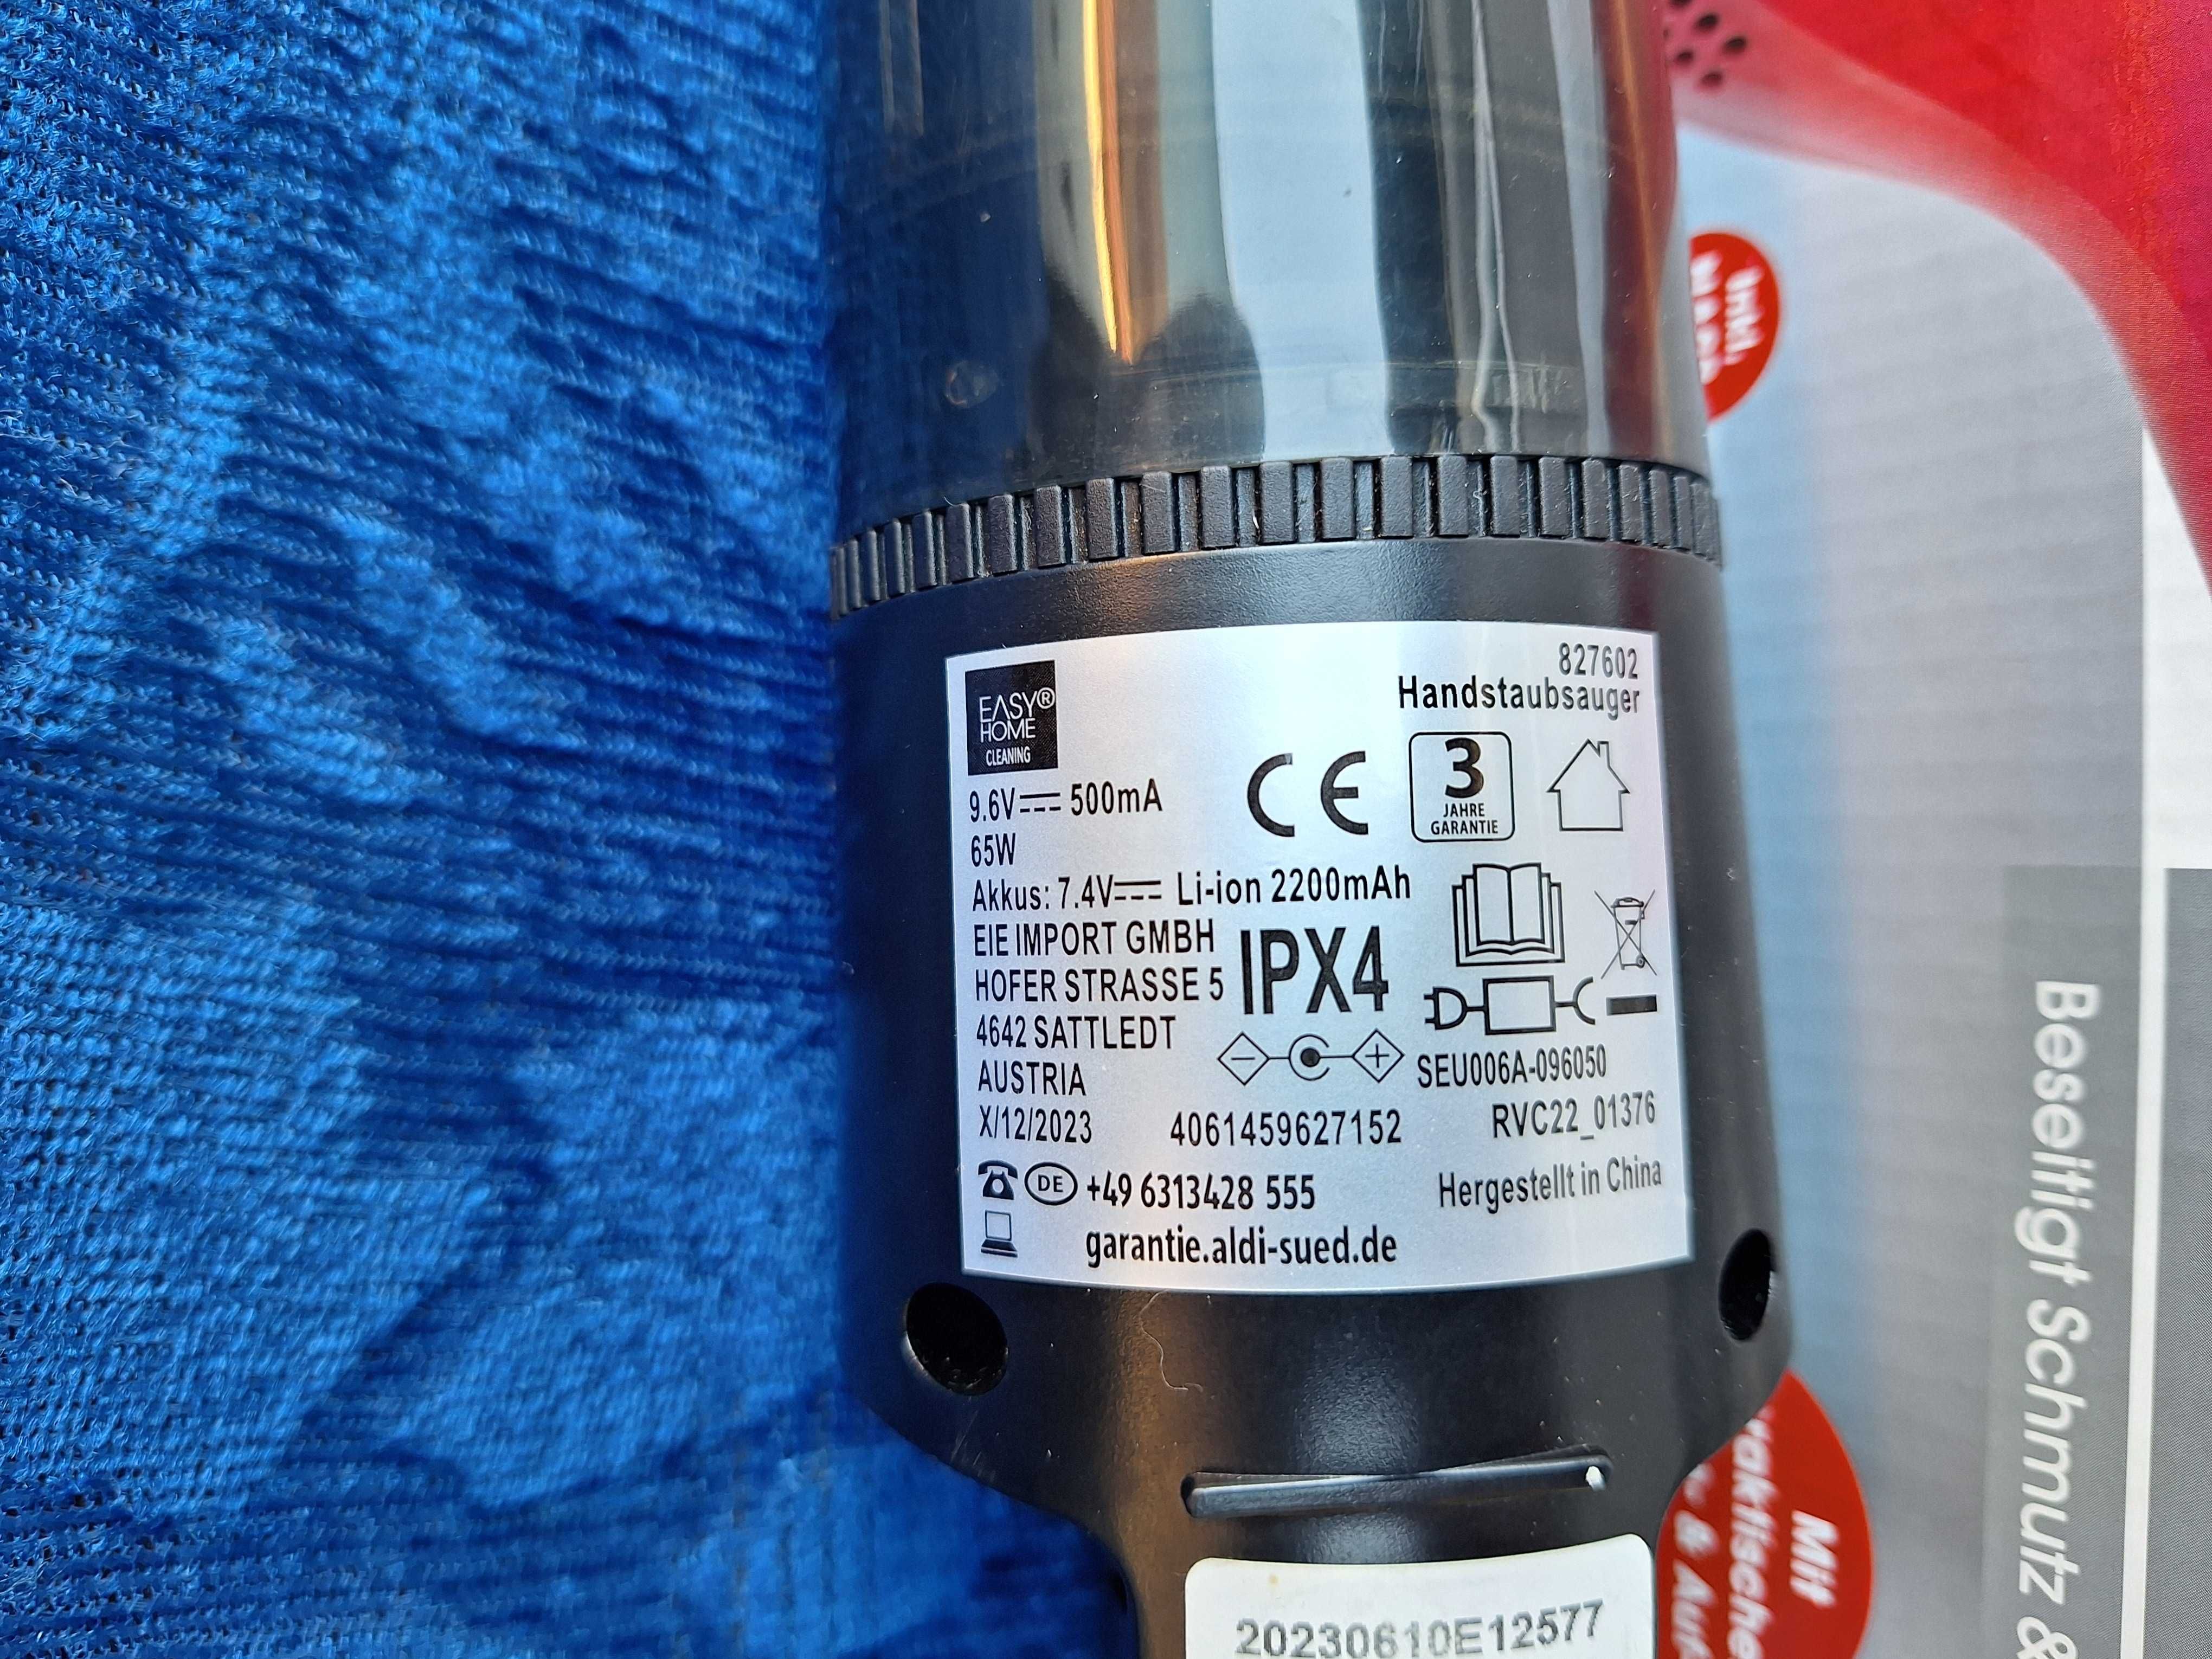 827602
Handstaubsauger
EASY®
HOME
CLEANING
9.6V 500mA
65W
3
JAHRE
GARANTIE
Akkus: 7.4V Li-ion 2200mAh
EIE IMPORT GMBH
HOFER STRASSE 5
4642 SATTLEDT
AUSTRIA
X/12/2023
IPX4
- +
SEU006A-096050
4061459627152
RVC22_01376
DE +49 6313428 555
Hergestellt in China
garantie.aldi-sued.de
20230610E12577
Inkl.
Beseitigt Schmutz &
Mit